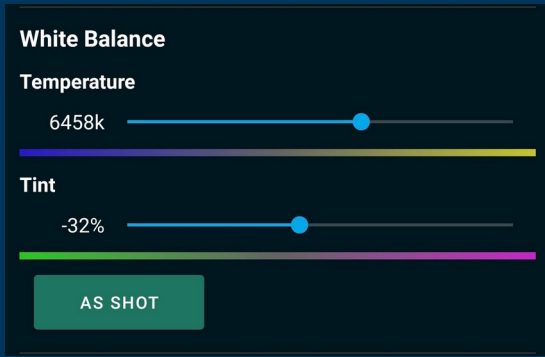 White Balance
Temperature
6458k
Tint
-32%
AS SHOT